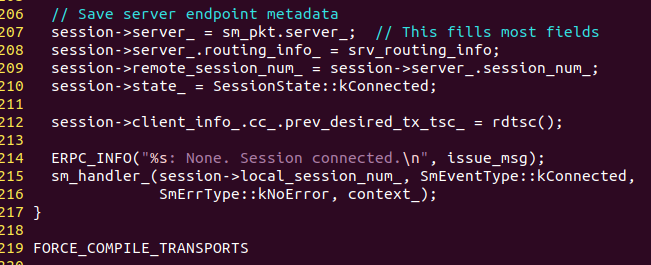 206   // Save server endpoint metadata
207   session->server_ = sm_pkt.server_;  // This fills most fields
208   session->server_.routing_info_ = srv_routing_info;
209   session->remote_session_num_ = session->server_.session_num_;
210   session->state_ = SessionState::kConnected;
211
212   session->client_info_.cc_.prev_desired_tx_tsc_ = rdtsc();
213
214   ERPC_INFO("%s: None. Session connected.\n", issue_msg);
215   sm_handler_(session->local_session_num_, SmEventType::kConnected,
216               SmErrType::kNoError, context_);
217 }
218
219 FORCE_COMPILE_TRANSPORTS